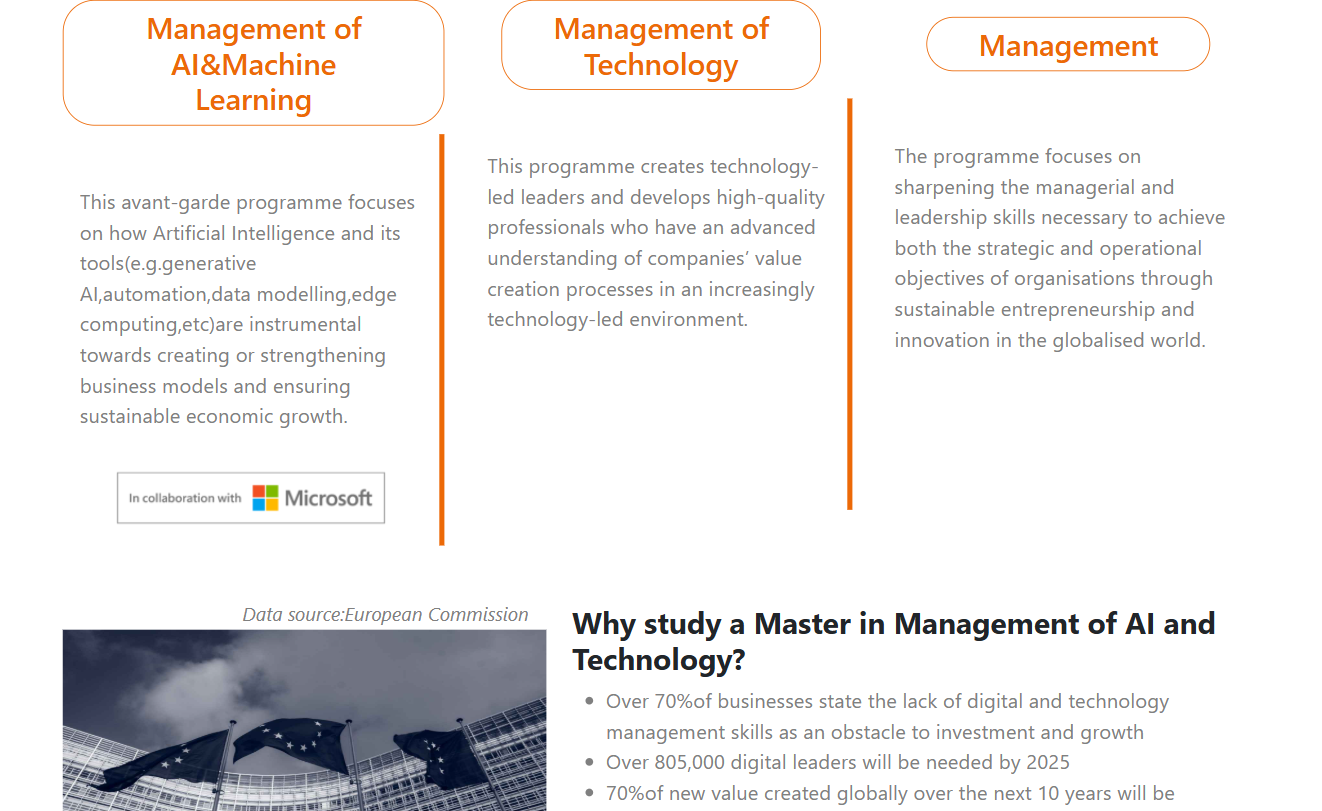 Management of
AI&Machine
Learning
This avant-garde programme focuses
on how Artificial Intelligence and its
tools(e.g.generative
AI,automation,data modelling,edge
computing,etc)are instrumental
towards creating or strengthening
business models and ensuring
sustainable economic growth.
In collaboration with Microsoft
Management of
Technology
This programme creates technology-
led leaders and develops high-quality
professionals who have an advanced
understanding of companies’ value
creation processes in an increasingly
technology-led environment.
Management
The programme focuses on
sharpening the managerial and
leadership skills necessary to achieve
both the strategic and operational
objectives of organisations through
sustainable entrepreneurship and
innovation in the globalised world.
Data source:European Commission
Why study a Master in Management of AI and
Technology?
Over 70%of businesses state the lack of digital and technology
management skills as an obstacle to investment and growth
Over 805,000 digital leaders will be needed by 2025
70%of new value created globally over the next 10 years will be